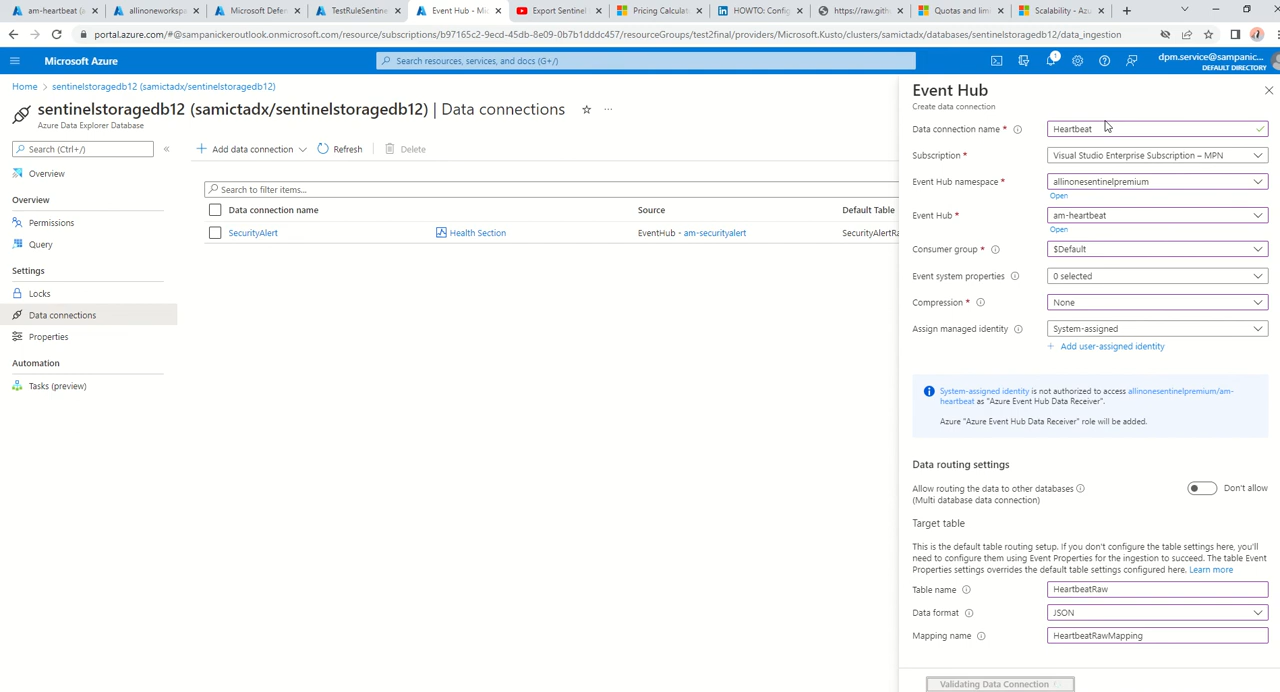 am-heartbeat (a
allinonework​spa
Microsoft Defen
TestRuleSentine
Event Hub - Mic
Export Sentinel
Pricing Calculat
HOWTO: Config
https://raw.gith
Quotas and lim
Scalability - Azu
portal.azure.com/#@sampanickeroutlook.onmicrosoft.com/resource/subscriptions/b97165c2-9ecd-45db-8e09-0b7b1dddc457/resourceGroups/test2final/providers/Microsoft.Kusto/clusters/samictadx/databases/sentinelstoragedb12/data_ingestion
Microsoft Azure
Search resources, services, and docs (G+/)
1
dpm.service@sampanic...
DEFAULT DIRECTORY
Home > sentinelstoragedb12 (samictadx/sentinelstoragedb12)
sentinelstoragedb12 (samictadx/sentinelstoragedb12) | Data connections ...
Azure Data Explorer Database
Search (Ctrl+/)
Overview
Overview
Permissions
Query
Settings
Locks
Data connections
Properties
Automation
Tasks (preview)
Add data connection
Refresh
Delete
Search to filter items...
Data connection name Source Default Table
SecurityAlert Health Section EventHub - am-securityalert SecurityAlertRa
Event Hub
Create data connection
Data connection name * Heartbeat
Subscription * Visual Studio Enterprise Subscription – MPN
Event Hub namespace * allinonesentinelpremium
Open
Event Hub * am-heartbeat
Open
Consumer group * $Default
Event system properties 0 selected
Compression * None
Assign managed identity System-assigned
+ Add user-assigned identity
System-assigned identity is not authorized to access allinonesentinelpremium/am-
heartbeat as "Azure Event Hub Data Receiver".
Azure "Azure Event Hub Data Receiver" role will be added.
Data routing settings
Allow routing the data to other databases Don't allow
(Multi database data connection)
Target table
This is the default table routing setup. If you don't configure the table settings here, you'll
need to configure them using Event Properties for the ingestion to succeed. The table Event
Properties settings overrides the default table settings configured here. Learn more
Table name HeartbeatRaw
Data format JSON
Mapping name HeartbeatRawMapping
Validating Data Connection